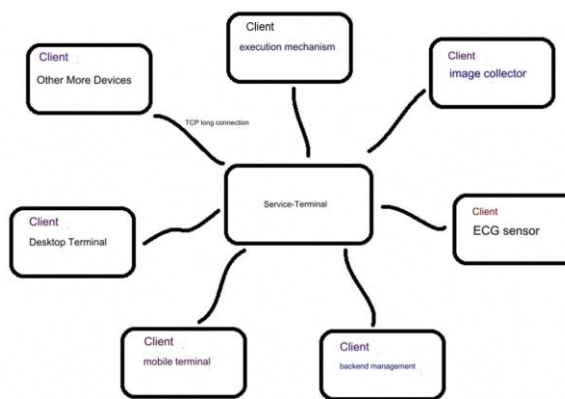 Client
execution mechanism
Client
Other More Devices
Client
image collector
TCP long connection
Service-Terminal
Client
Desktop Terminal
Client
ECG sensor
Client
mobile terminal
Client
backend management